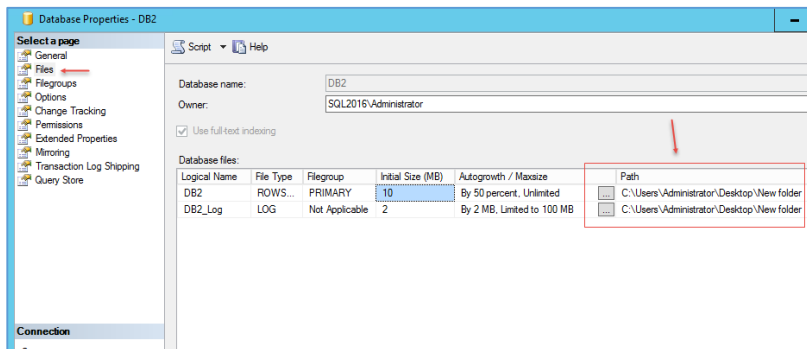 Database Properties - DB2
Select a page
General
Files
Filegroups
Options
Change Tracking
Permissions
Extended Properties
Mirroring
Transaction Log Shipping
Query Store
Connection
Script Help
Database name: DB2
Owner: SQL2016\Administrator
Use full-text indexing
Database files:
Logical Name File Type Filegroup Initial Size (MB) Autogrowth / Maxsize Path
DB2 ROWS... PRIMARY 10 By 50 percent, Unlimited ... C:\Users\Administrator\Desktop\New folder
DB2_Log LOG Not Applicable 2 By 2 MB, Limited to 100 MB ... C:\Users\Administrator\Desktop\New folder